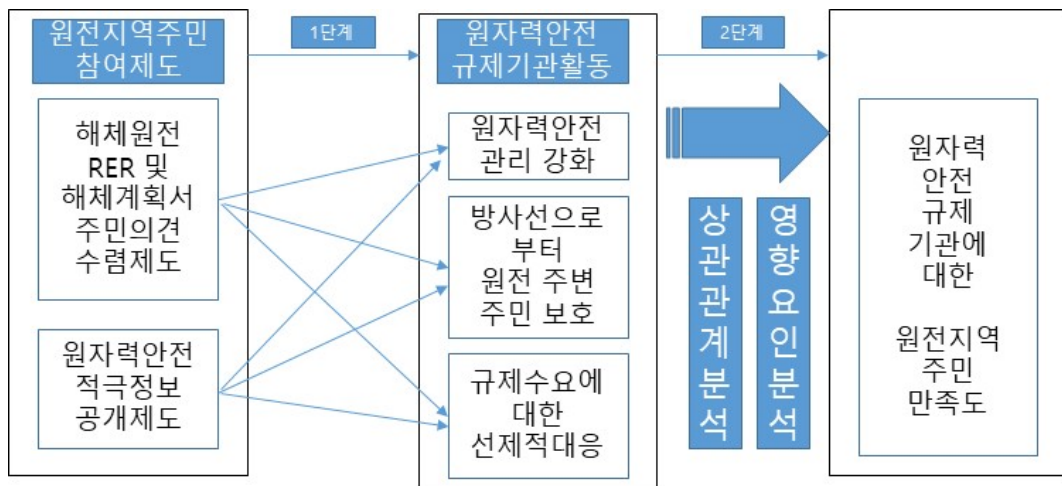 원전지역주민
참여제도
1단계
원자력안전
규제기관활동
2단계
해체원전
RER 및
해체계획서
주민의견
수렴제도
원자력안전
적극정보
공개제도
원자력안전
관리 강화
방사선으로
부터
원전 주변
주민 보호
규제수요에
대한
선제적대응
상관관계분석
영향요인분석
원자력
안전
규제
기관에
대한
원전지역
주민
만족도